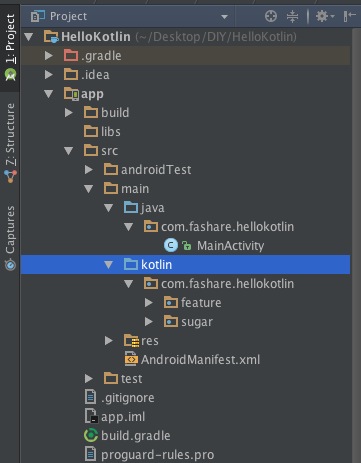 Project
HelloKotlin (~/Desktop/DIY/HelloKotlin)
.gradle
.idea
app
build
libs
src
androidTest
main
java
com.fashare.hellokotlin
C MainActivity
kotlin
com.fashare.hellokotlin
feature
sugar
res
AndroidManifest.xml
test
.gitignore
app.iml
build.gradle
proguard-rules.pro
1: Project
Z: Structure
Captures